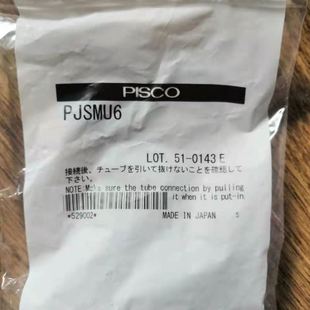 PISCO
PJSMU6
LOT. 51-0143 E
接続後、チューブを引いて抜けないことを確認して
下さい。
NOTE:Make sure the tube connection by pulling
it when it is put-in.
*529002*
MADE IN JAPAN